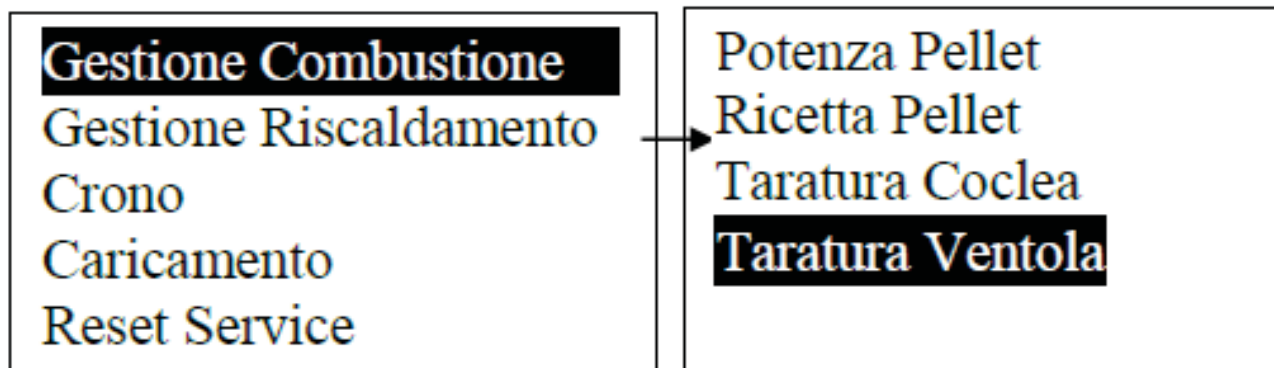 Gestione Combustione
Gestione Riscaldamento
Crono
Caricamento
Reset Service
Potenza Pellet
Ricetta Pellet
Taratura Coclea
Taratura Ventola